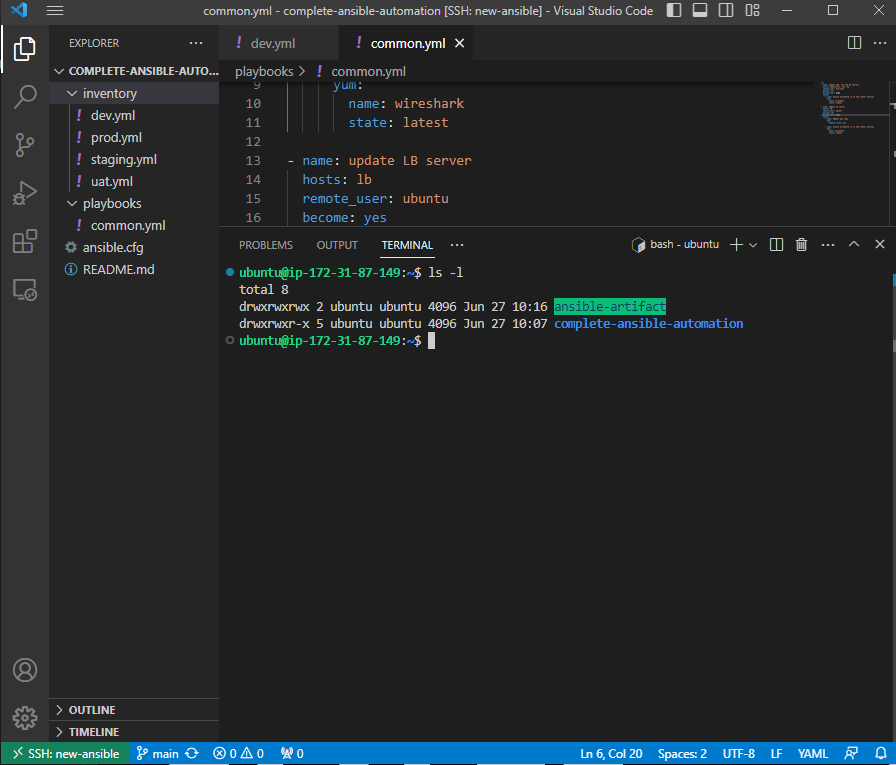 common.yml - complete-ansible-automation [SSH: new-ansible] - Visual Studio Code
EXPLORER
COMPLETE-ANSIBLE-AUTO...
inventory
! dev.yml
! prod.yml
! staging.yml
! uat.yml
playbooks
! common.yml
ansible.cfg
README.md
OUTLINE
TIMELINE
! dev.yml
! common.yml
playbooks > ! common.yml
9 yum:
10 name: wireshark
11 state: latest
12
13 - name: update LB server
14 hosts: lb
15 remote_user: ubuntu
16 become: yes
PROBLEMS OUTPUT TERMINAL ···
bash - ubuntu
ubuntu@ip-172-31-87-149:~$ ls -l
total 8
drwxrwxrwx 2 ubuntu ubuntu 4096 Jun 27 10:16 ansible-artifact
drwxrwxr-x 5 ubuntu ubuntu 4096 Jun 27 10:07 complete-ansible-automation
ubuntu@ip-172-31-87-149:~$
SSH: new-ansible main 0 0 0 Ln 6, Col 20 Spaces: 2 UTF-8 LF YAML